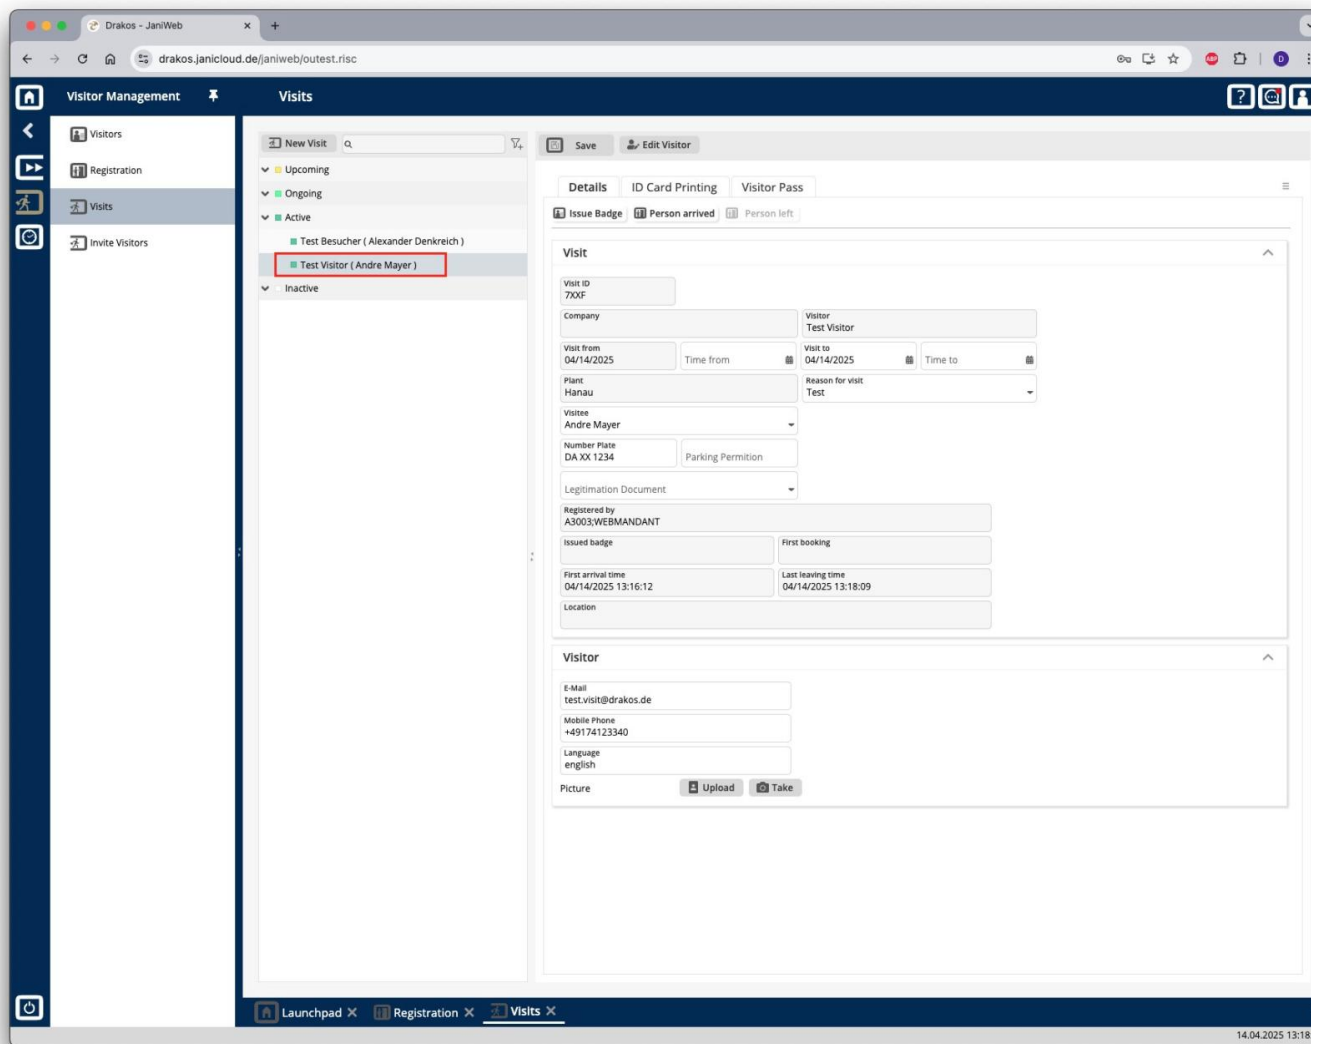 Drakos - JaniWeb
drakos.janicloud.de/janiweb/outest.risc
ABP
D
Visitor Management
Visits
?
Visitors
Registration
Visits
Invite Visitors
New Visit
Save
Edit Visitor
Upcoming
Ongoing
Active
Test Besucher ( Alexander Denkreich )
Test Visitor ( Andre Mayer )
Inactive
Details ID Card Printing Visitor Pass
Issue Badge Person arrived Person left
Visit
Visit ID
7XXF
Company
Visitor
Test Visitor
Visit from
04/14/2025
Time from
Visit to
04/14/2025
Time to
Plant
Hanau
Reason for visit
Test
Visitee
Andre Mayer
Number Plate
DA XX 1234
Parking Permition
Legitimation Document
Registered by
A3003;WEBMANDANT
Issued badge
First booking
First arrival time
04/14/2025 13:16:12
Last leaving time
04/14/2025 13:18:09
Location
Visitor
E-Mail
test.visit@drakos.de
Mobile Phone
+49174123340
Language
english
Picture Upload Take
Launchpad Registration Visits
14.04.2025 13:18: